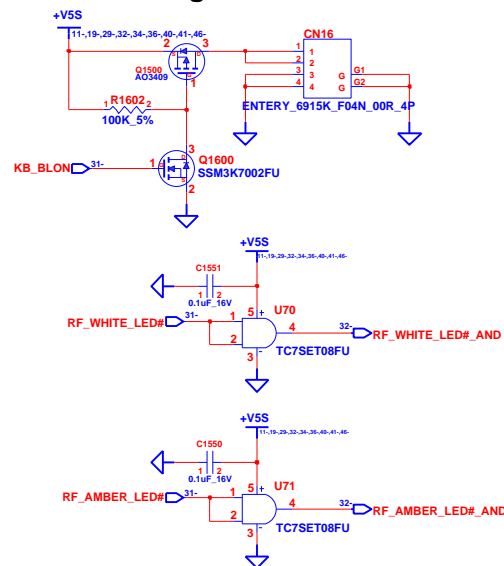 +V5S
11-,19-,29-,32-,34-,36-,40-,41-,46-
2 3
Q1500
AO3409
1
R1602
1 2
100K_5%
CN16
1 1
2 2
3 3
4 4
G G1
G G2
ENTERY_6915K_F04N_00R_4P
KB_BLON 31-
1
3
Q1600
SSM3K7002FU
2
+V5S
11-,19-,29-,32-,34-,36-,40-,41-,46-
C1551
1 2
0.1uF_16V
RF_WHITE_LED# 31-
1
2
5 +
U70
4
3 -
TC7SET08FU
32-
RF_WHITE_LED#_AND
+V5S
11-,19-,29-,32-,34-,36-,40-,41-,46-
C1550
1 2
0.1uF_16V
RF_AMBER_LED# 31-
1
2
5 +
U71
4
3 -
TC7SET08FU
32-
RF_AMBER_LED#_AND